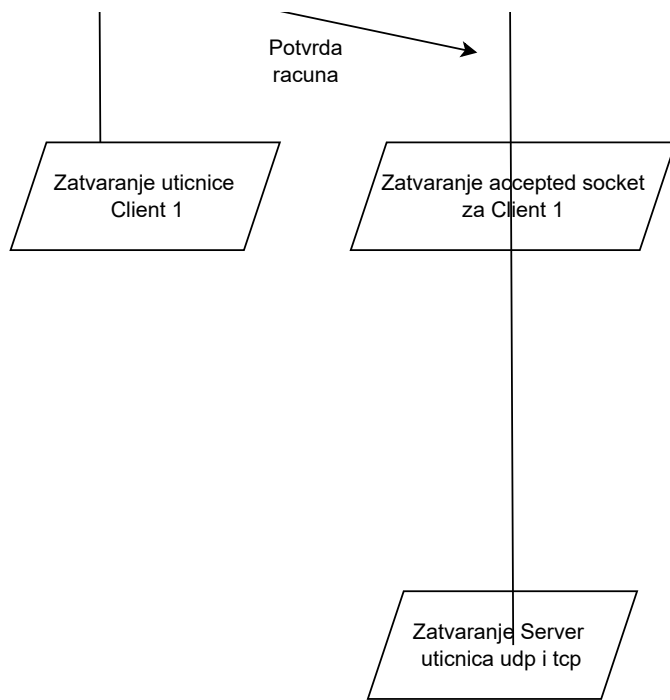 Potvrda
racuna
Zatvaranje uticnice
Client 1
Zatvaranje accepted socket
za Client 1
Zatvaranje Server
uticnica udp i tcp